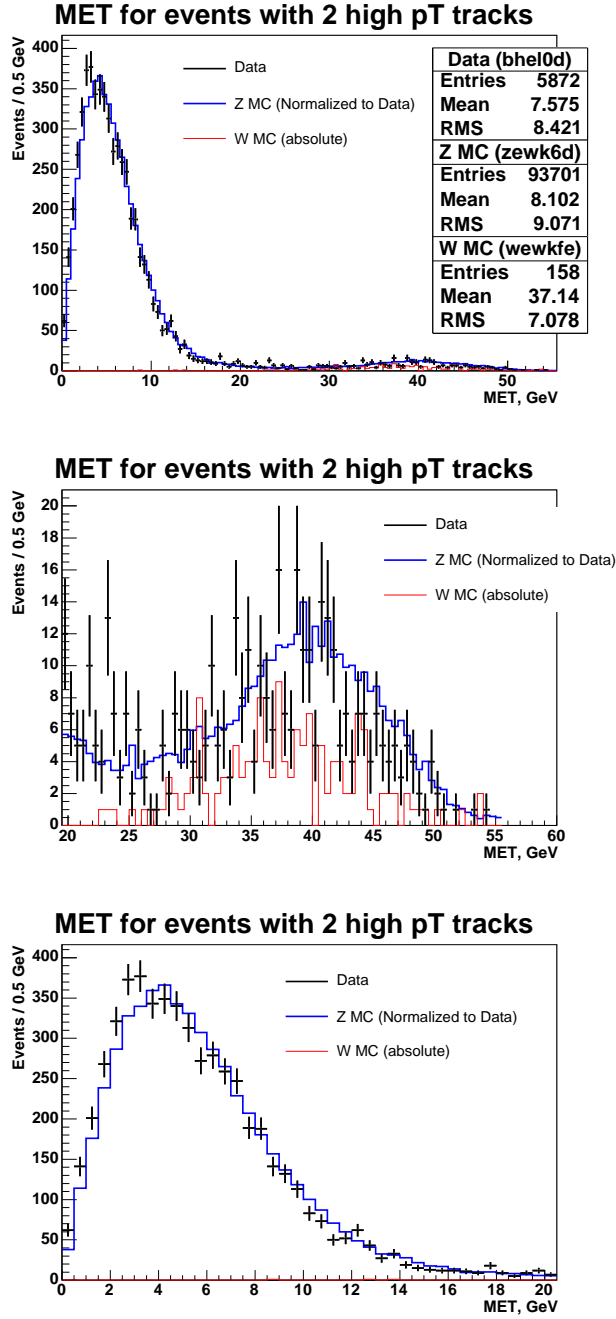 MET for events with 2 high pT tracks
Events / 0.5 GeV
400
350
300
250
200
150
100
50
0
Data
Z MC (Normalized to Data)
W MC (absolute)
Data (bhel0d)
Entries 5872
Mean 7.575
RMS 8.421
Z MC (zewk6d)
Entries 93701
Mean 8.102
RMS 9.071
W MC (wewkfe)
Entries 158
Mean 37.14
RMS 7.078
0 10 20 30 40 50
MET, GeV
MET for events with 2 high pT tracks
Events / 0.5 GeV
20
18
16
14
12
10
8
6
4
2
0
Data
Z MC (Normalized to Data)
W MC (absolute)
20 25 30 35 40 45 50 55 60
MET, GeV
MET for events with 2 high pT tracks
Events / 0.5 GeV
400
350
300
250
200
150
100
50
0
Data
Z MC (Normalized to Data)
W MC (absolute)
0 2 4 6 8 10 12 14 16 18 20
MET, GeV